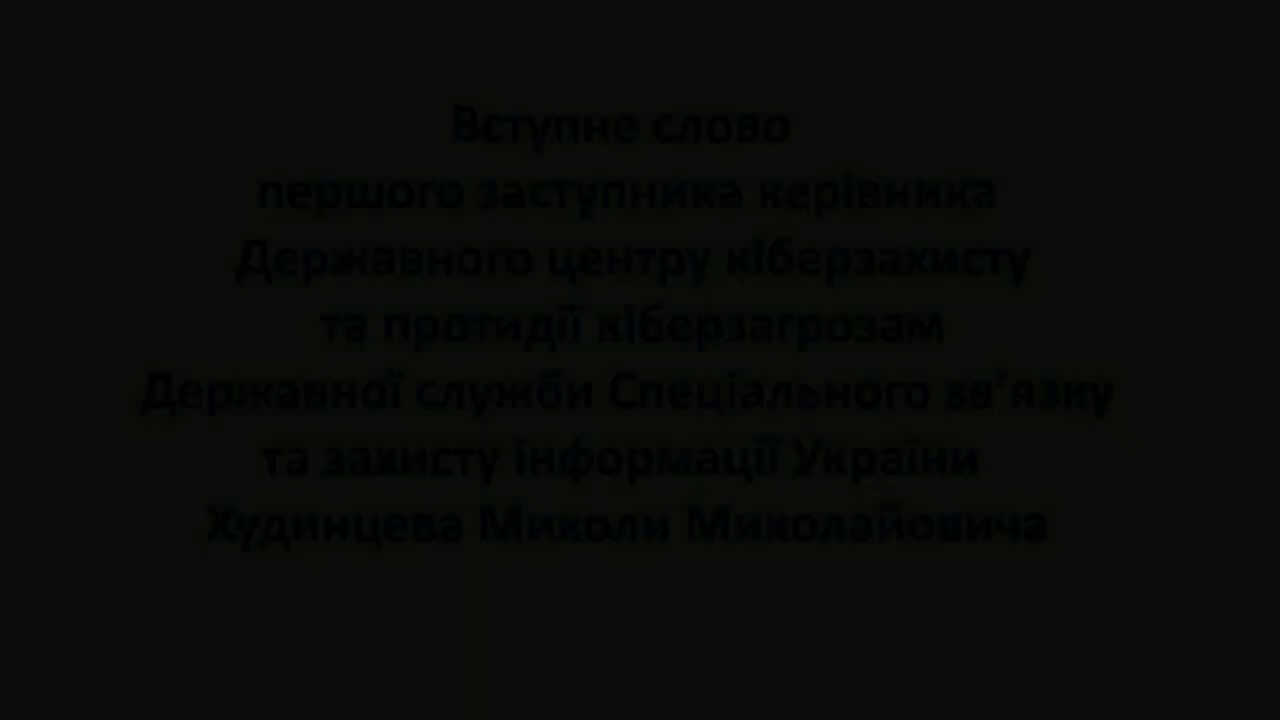 Вступне слово
першого заступника керівника
Державного центру кіберзахисту
та протидії кіберзагрозам
Державної служби Спеціального зв’язку
та захисту інформації України
Худинцева Миколи Миколайовича